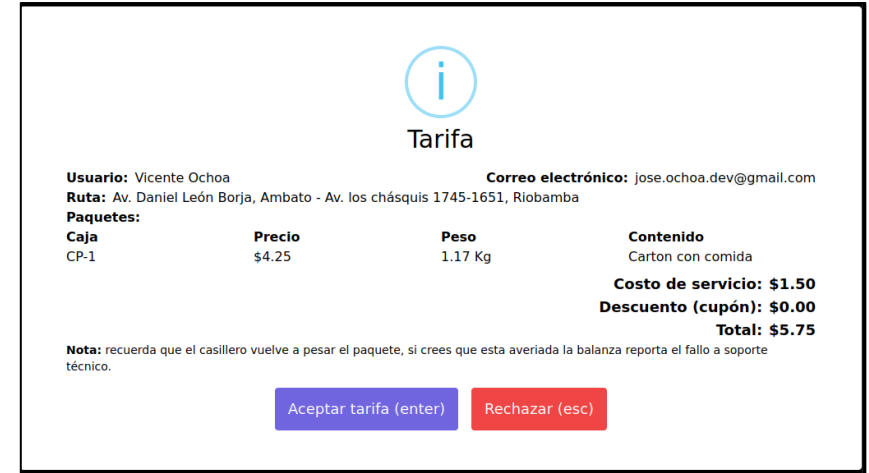 i
Tarifa
Usuario: Vicente Ochoa Correo electrónico: jose.ochoa.dev@gmail.com
Ruta: Av. Daniel León Borja, Ambato - Av. los chásquis 1745-1651, Riobamba
Paquetes:
Caja Precio Peso Contenido
CP-1 $4.25 1.17 Kg Carton con comida
Costo de servicio: $1.50
Descuento (cupón): $0.00
Total: $5.75
Nota: recuerda que el casillero vuelve a pesar el paquete, si crees que esta averiada la balanza reporta el fallo a soporte
técnico.
Aceptar tarifa (enter) Rechazar (esc)